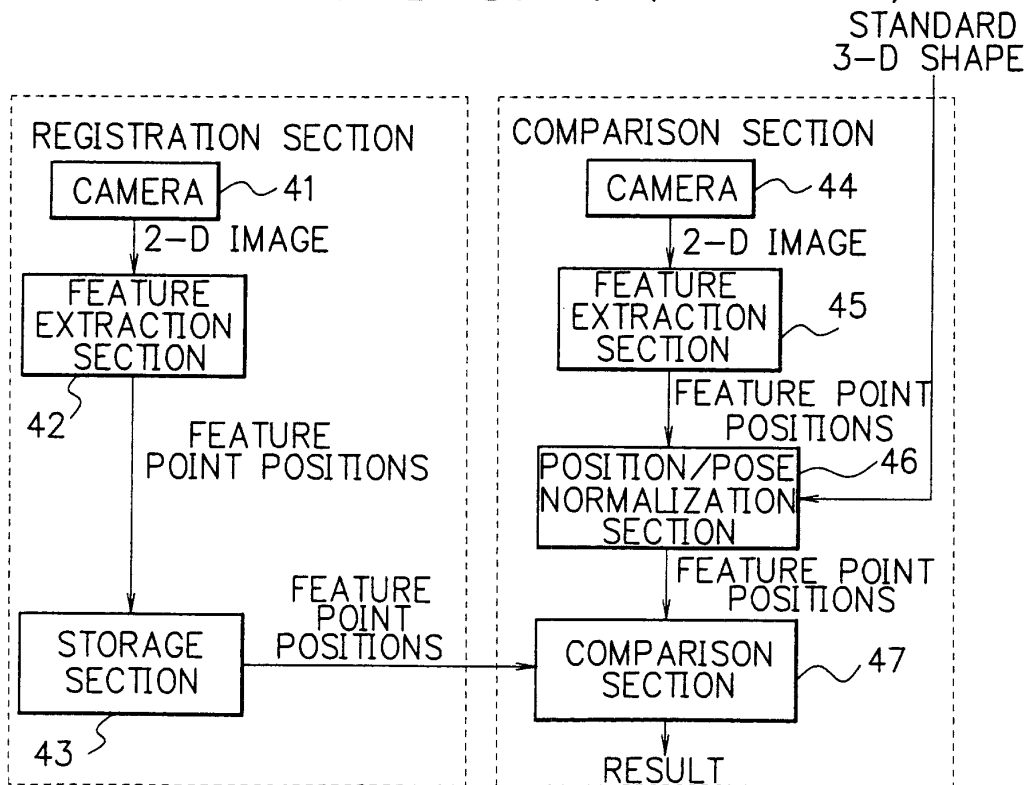 STANDARD
3-D SHAPE
REGISTRATION SECTION
CAMERA
41
2-D IMAGE
FEATURE
EXTRACTION
SECTION
42
FEATURE
POINT POSITIONS
STORAGE
SECTION
43
FEATURE
POINT
POSITIONS
COMPARISON SECTION
CAMERA
44
2-D IMAGE
FEATURE
EXTRACTION
SECTION
45
FEATURE POINT
POSITIONS
POSITION/POSE
NORMALIZATION
SECTION
46
FEATURE POINT
POSITIONS
COMPARISON
SECTION
47
RESULT